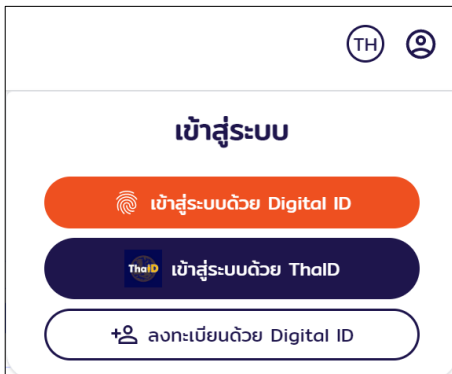 TH
เข้าสู่ระบบ
เข้าสู่ระบบด้วย Digital ID
ThaID เข้าสู่ระบบด้วย ThaID
ลงทะเบียนด้วย Digital ID